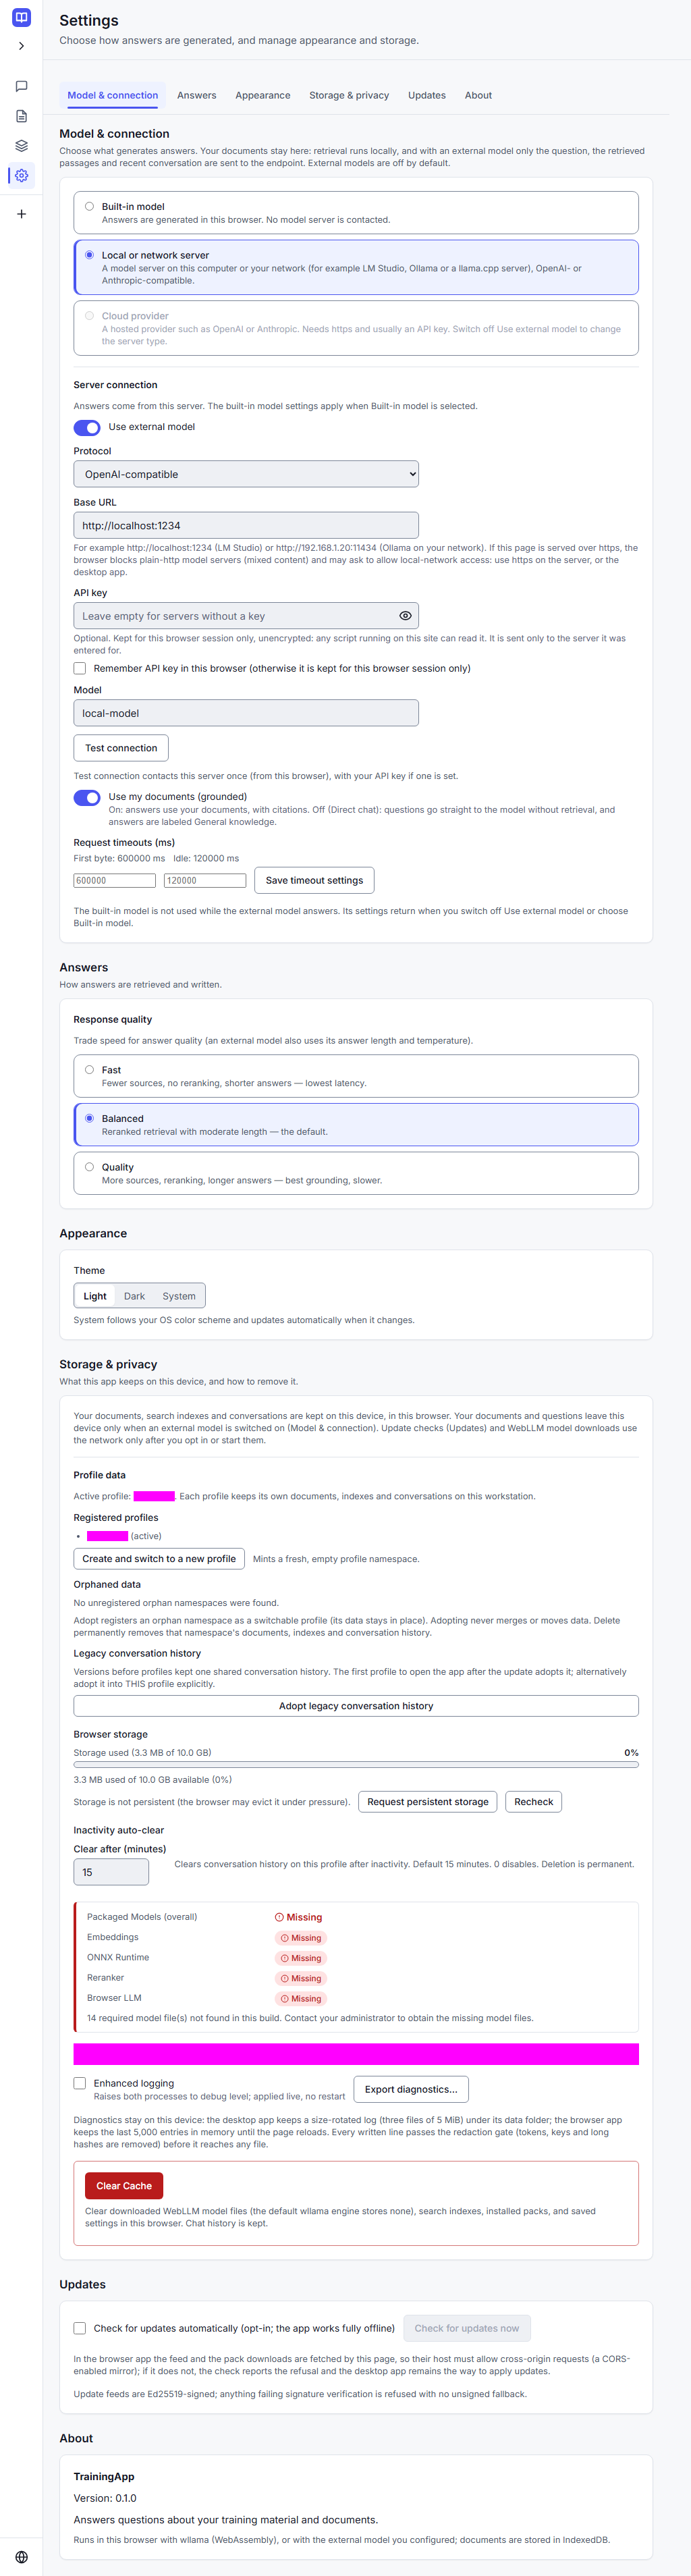 Settings
Choose how answers are generated, and manage appearance and storage.
Model & connection
Answers
Appearance
Storage & privacy
Updates
About
Model & connection
Choose what generates answers. Your documents stay here: retrieval runs locally, and with an external model only the question, the retrieved
passages and recent conversation are sent to the endpoint. External models are off by default.
Built-in model
Answers are generated in this browser. No model server is contacted.
Local or network server
A model server on this computer or your network (for example LM Studio, Ollama or a llama.cpp server), OpenAI- or
Anthropic-compatible.
Cloud provider
A hosted provider such as OpenAI or Anthropic. Needs https and usually an API key. Switch off Use external model to change
the server type.
Server connection
Answers come from this server. The built-in model settings apply when Built-in model is selected.
Use external model
Protocol
OpenAI-compatible
Base URL
http://localhost:1234
For example http://localhost:1234 (LM Studio) or http://192.168.1.20:11434 (Ollama on your network). If this page is served over https, the
browser blocks plain-http model servers (mixed content) and may ask to allow local-network access: use https on the server, or the
desktop app.
API key
Leave empty for servers without a key
Optional. Kept for this browser session only, unencrypted: any script running on this site can read it. It is sent only to the server it was
entered for.
Remember API key in this browser (otherwise it is kept for this browser session only)
Model
local-model
Test connection
Test connection contacts this server once (from this browser), with your API key if one is set.
Use my documents (grounded)
On: answers use your documents, with citations. Off (Direct chat): questions go straight to the model without retrieval, and
answers are labeled General knowledge.
Request timeouts (ms)
First byte: 600000 ms Idle: 120000 ms
600000
120000
Save timeout settings
The built-in model is not used while the external model answers. Its settings return when you switch off Use external model or choose
Built-in model.
Answers
How answers are retrieved and written.
Response quality
Trade speed for answer quality (an external model also uses its answer length and temperature).
Fast
Fewer sources, no reranking, shorter answers — lowest latency.
Balanced
Reranked retrieval with moderate length — the default.
Quality
More sources, reranking, longer answers — best grounding, slower.
Appearance
Theme
Light
Dark
System
System follows your OS color scheme and updates automatically when it changes.
Storage & privacy
What this app keeps on this device, and how to remove it.
Your documents, search indexes and conversations are kept on this device, in this browser. Your documents and questions leave this
device only when an external model is switched on (Model & connection). Update checks (Updates) and WebLLM model downloads use
the network only after you opt in or start them.
Profile data
Active profile: Each profile keeps its own documents, indexes and conversations on this workstation.
Registered profiles
• (active)
Create and switch to a new profile
Mints a fresh, empty profile namespace.
Orphaned data
No unregistered orphan namespaces were found.
Adopt registers an orphan namespace as a switchable profile (its data stays in place). Adopting never merges or moves data. Delete
permanently removes that namespace's documents, indexes and conversation history.
Legacy conversation history
Versions before profiles kept one shared conversation history. The first profile to open the app after the update adopts it; alternatively
adopt it into THIS profile explicitly.
Adopt legacy conversation history
Browser storage
Storage used (3.3 MB of 10.0 GB)
0%
3.3 MB used of 10.0 GB available (0%)
Storage is not persistent (the browser may evict it under pressure).
Request persistent storage
Recheck
Inactivity auto-clear
Clear after (minutes)
15
Clears conversation history on this profile after inactivity. Default 15 minutes. 0 disables. Deletion is permanent.
Packaged Models (overall)
Missing
Embeddings
Missing
ONNX Runtime
Missing
Reranker
Missing
Browser LLM
Missing
14 required model file(s) not found in this build. Contact your administrator to obtain the missing model files.
Enhanced logging
Raises both processes to debug level; applied live, no restart
Export diagnostics...
Diagnostics stay on this device: the desktop app keeps a size-rotated log (three files of 5 MiB) under its data folder; the browser app
keeps the last 5,000 entries in memory until the page reloads. Every written line passes the redaction gate (tokens, keys and long
hashes are removed) before it reaches any file.
Clear Cache
Clear downloaded WebLLM model files (the default wllama engine stores none), search indexes, installed packs, and saved
settings in this browser. Chat history is kept.
Updates
Check for updates automatically (opt-in; the app works fully offline)
Check for updates now
In the browser app the feed and the pack downloads are fetched by this page, so their host must allow cross-origin requests (a CORS-
enabled mirror); if it does not, the check reports the refusal and the desktop app remains the way to apply updates.
Update feeds are Ed25519-signed; anything failing signature verification is refused with no unsigned fallback.
About
TrainingApp
Version: 0.1.0
Answers questions about your training material and documents.
Runs in this browser with wllama (WebAssembly), or with the external model you configured; documents are stored in IndexedDB.